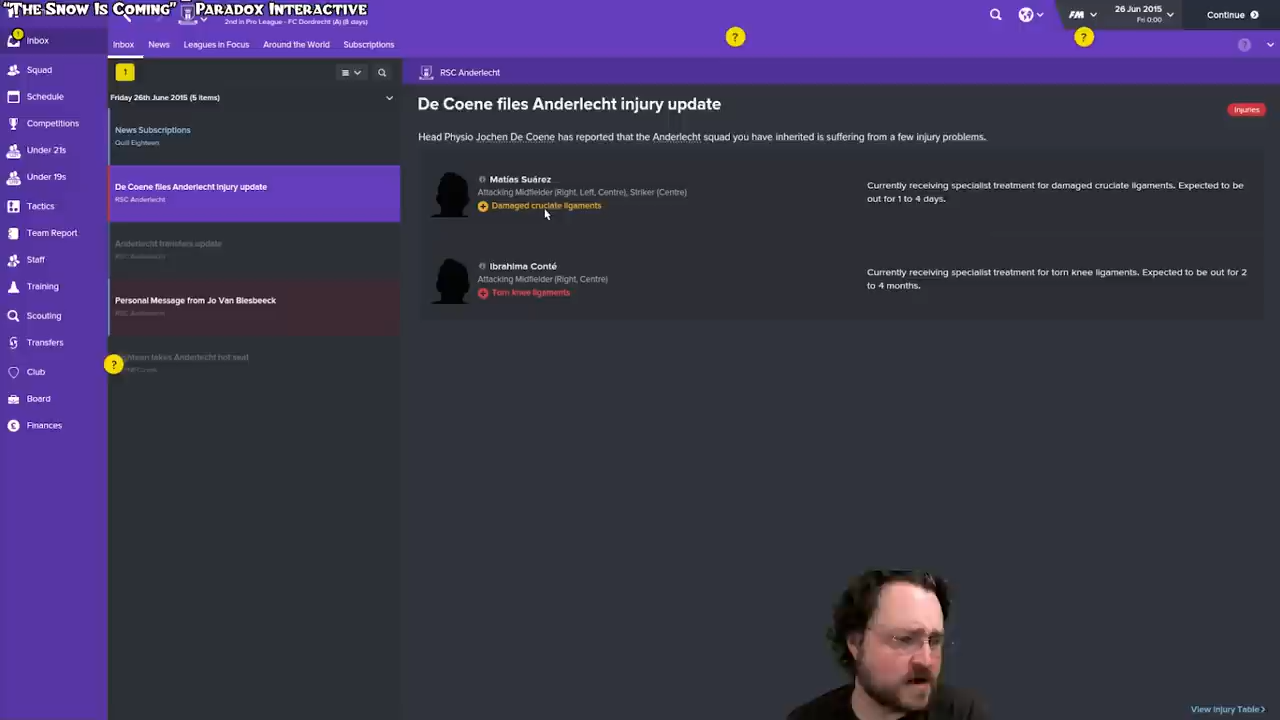 "The Snow Is Coming" Paradox Interactive
2nd in Pro League - FC Dordrecht (A) (8 days)
26 Jun 2015
Fri 0:00
FM
Continue
Inbox
Squad
Schedule
Competitions
Under 21s
Under 19s
Tactics
Team Report
Staff
Training
Scouting
Transfers
Club
Board
Finances
Inbox
News
Leagues in Focus
Around the World
Subscriptions
1
Friday 26th June 2015 (5 items)
News Subscriptions
Quill Eighteen
De Coene files Anderlecht injury update
RSC Anderlecht
Anderlecht transfers update
RSC Anderlecht
Personal Message from Jo Van Biesbeeck
RSC Anderlecht
takes Anderlecht hot seat
RSC Anderlecht
De Coene files Anderlecht injury update
Injuries
Head Physio Jochen De Coene has reported that the Anderlecht squad you have inherited is suffering from a few injury problems.
Matías Suárez
Attacking Midfielder (Right, Left, Centre), Striker (Centre)
Damaged cruciate ligaments
Currently receiving specialist treatment for damaged cruciate ligaments. Expected to
be out for 1 to 4 days.
Ibrahima Conté
Attacking Midfielder (Right, Centre)
Torn knee ligaments
Currently receiving specialist treatment for torn knee ligaments. Expected to be out for 2
to 4 months.
View Injury Table>